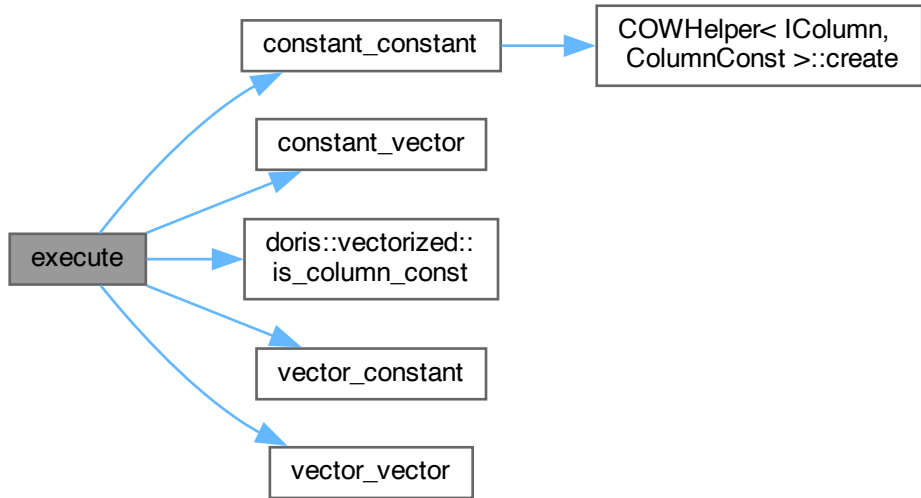 constant_constant
COWHelper< IColumn,
ColumnConst >::create
constant_vector
execute
doris::vectorized::
is_column_const
vector_constant
vector_vector